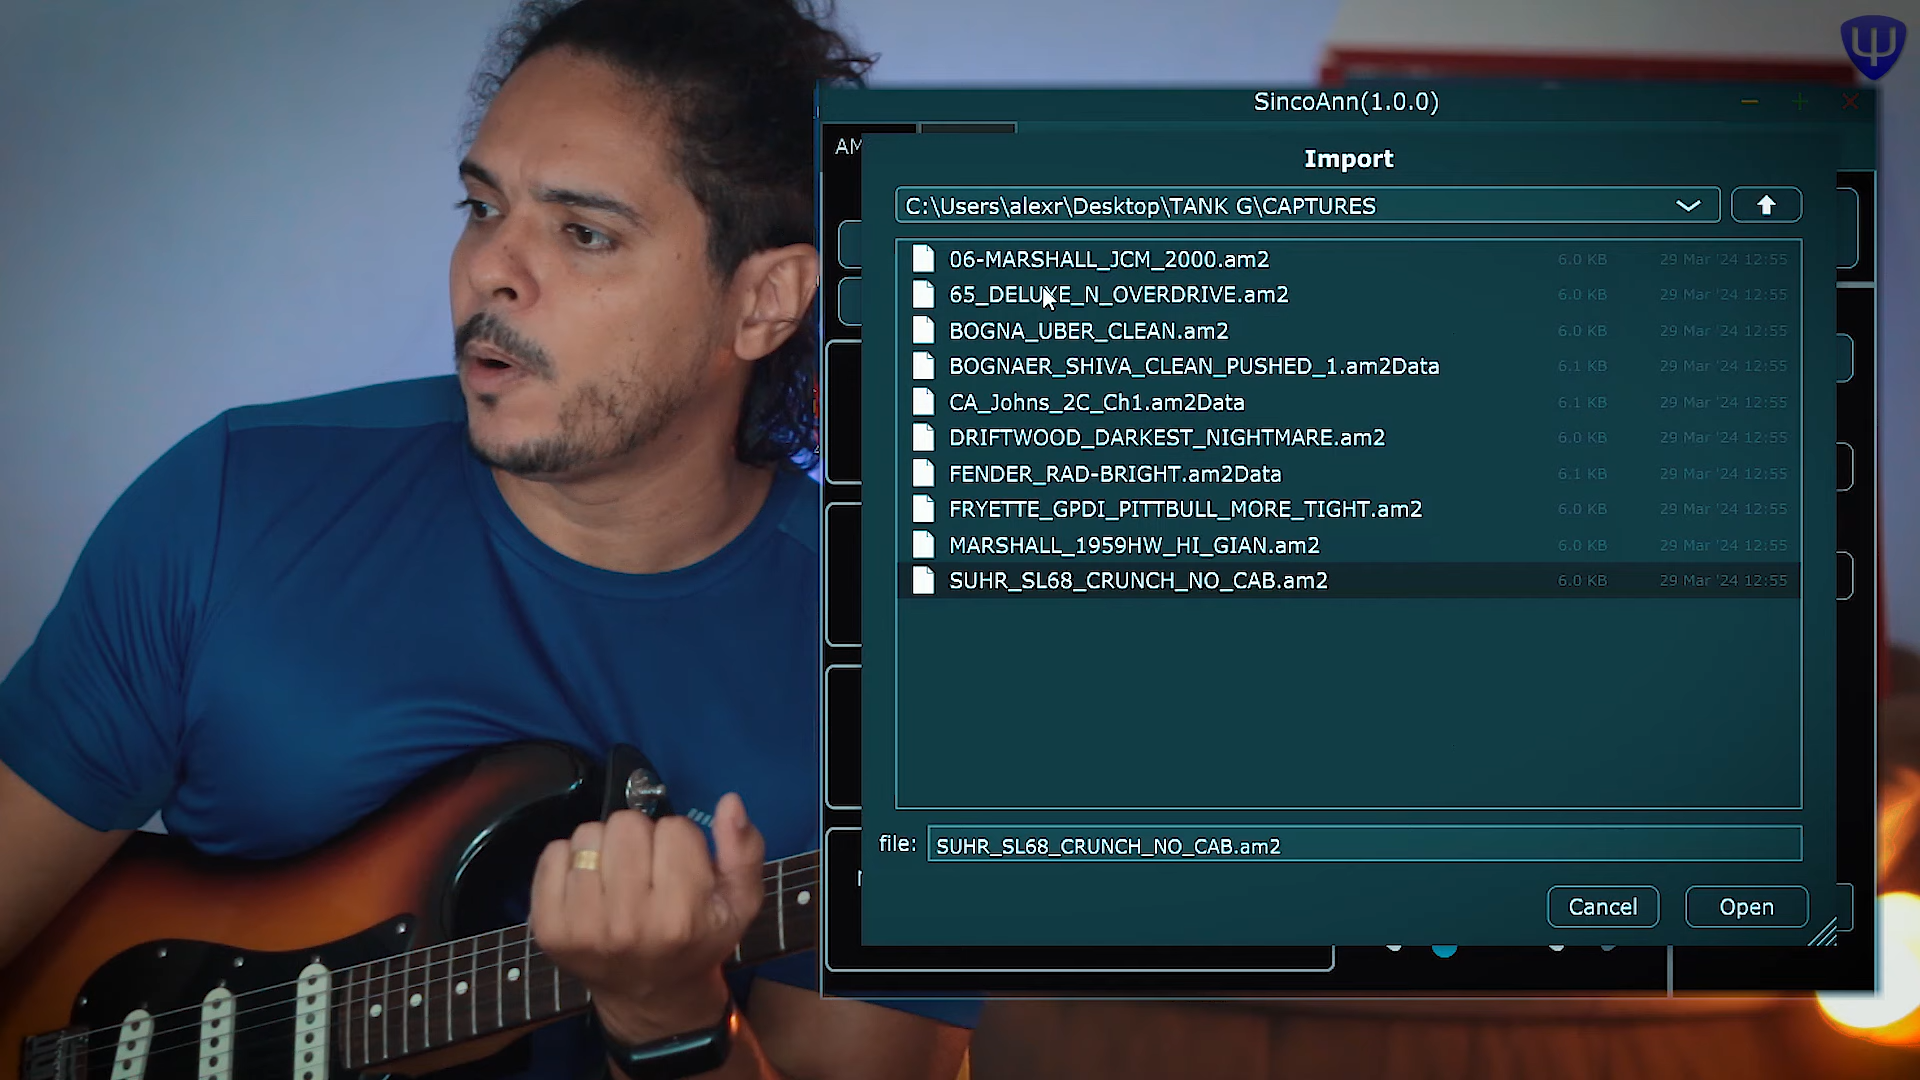 SincoAnn(1.0.0)
Import
C:\Users\alexr\Desktop\TANK G\CAPTURES
06-MARSHALL_JCM_2000.am2 6.0 KB 29 Mar '24 12:55
65_DELUXE_N_OVERDRIVE.am2 6.0 KB 29 Mar '24 12:55
BOGNA_UBER_CLEAN.am2 6.0 KB 29 Mar '24 12:55
BOGNAER_SHIVA_CLEAN_PUSHED_1.am2Data 6.1 KB 29 Mar '24 12:55
CA_Johns_2C_Ch1.am2Data 6.1 KB 29 Mar '24 12:55
DRIFTWOOD_DARKEST_NIGHTMARE.am2 6.0 KB 29 Mar '24 12:55
FENDER_RAD-BRIGHT.am2Data 6.1 KB 29 Mar '24 12:55
FRYETTE_GPDI_PITTBULL_MORE_TIGHT.am2 6.0 KB 29 Mar '24 12:55
MARSHALL_1959HW_HI_GIAN.am2 6.0 KB 29 Mar '24 12:55
SUHR_SL68_CRUNCH_NO_CAB.am2 6.0 KB 29 Mar '24 12:55
file: SUHR_SL68_CRUNCH_NO_CAB.am2
Cancel Open